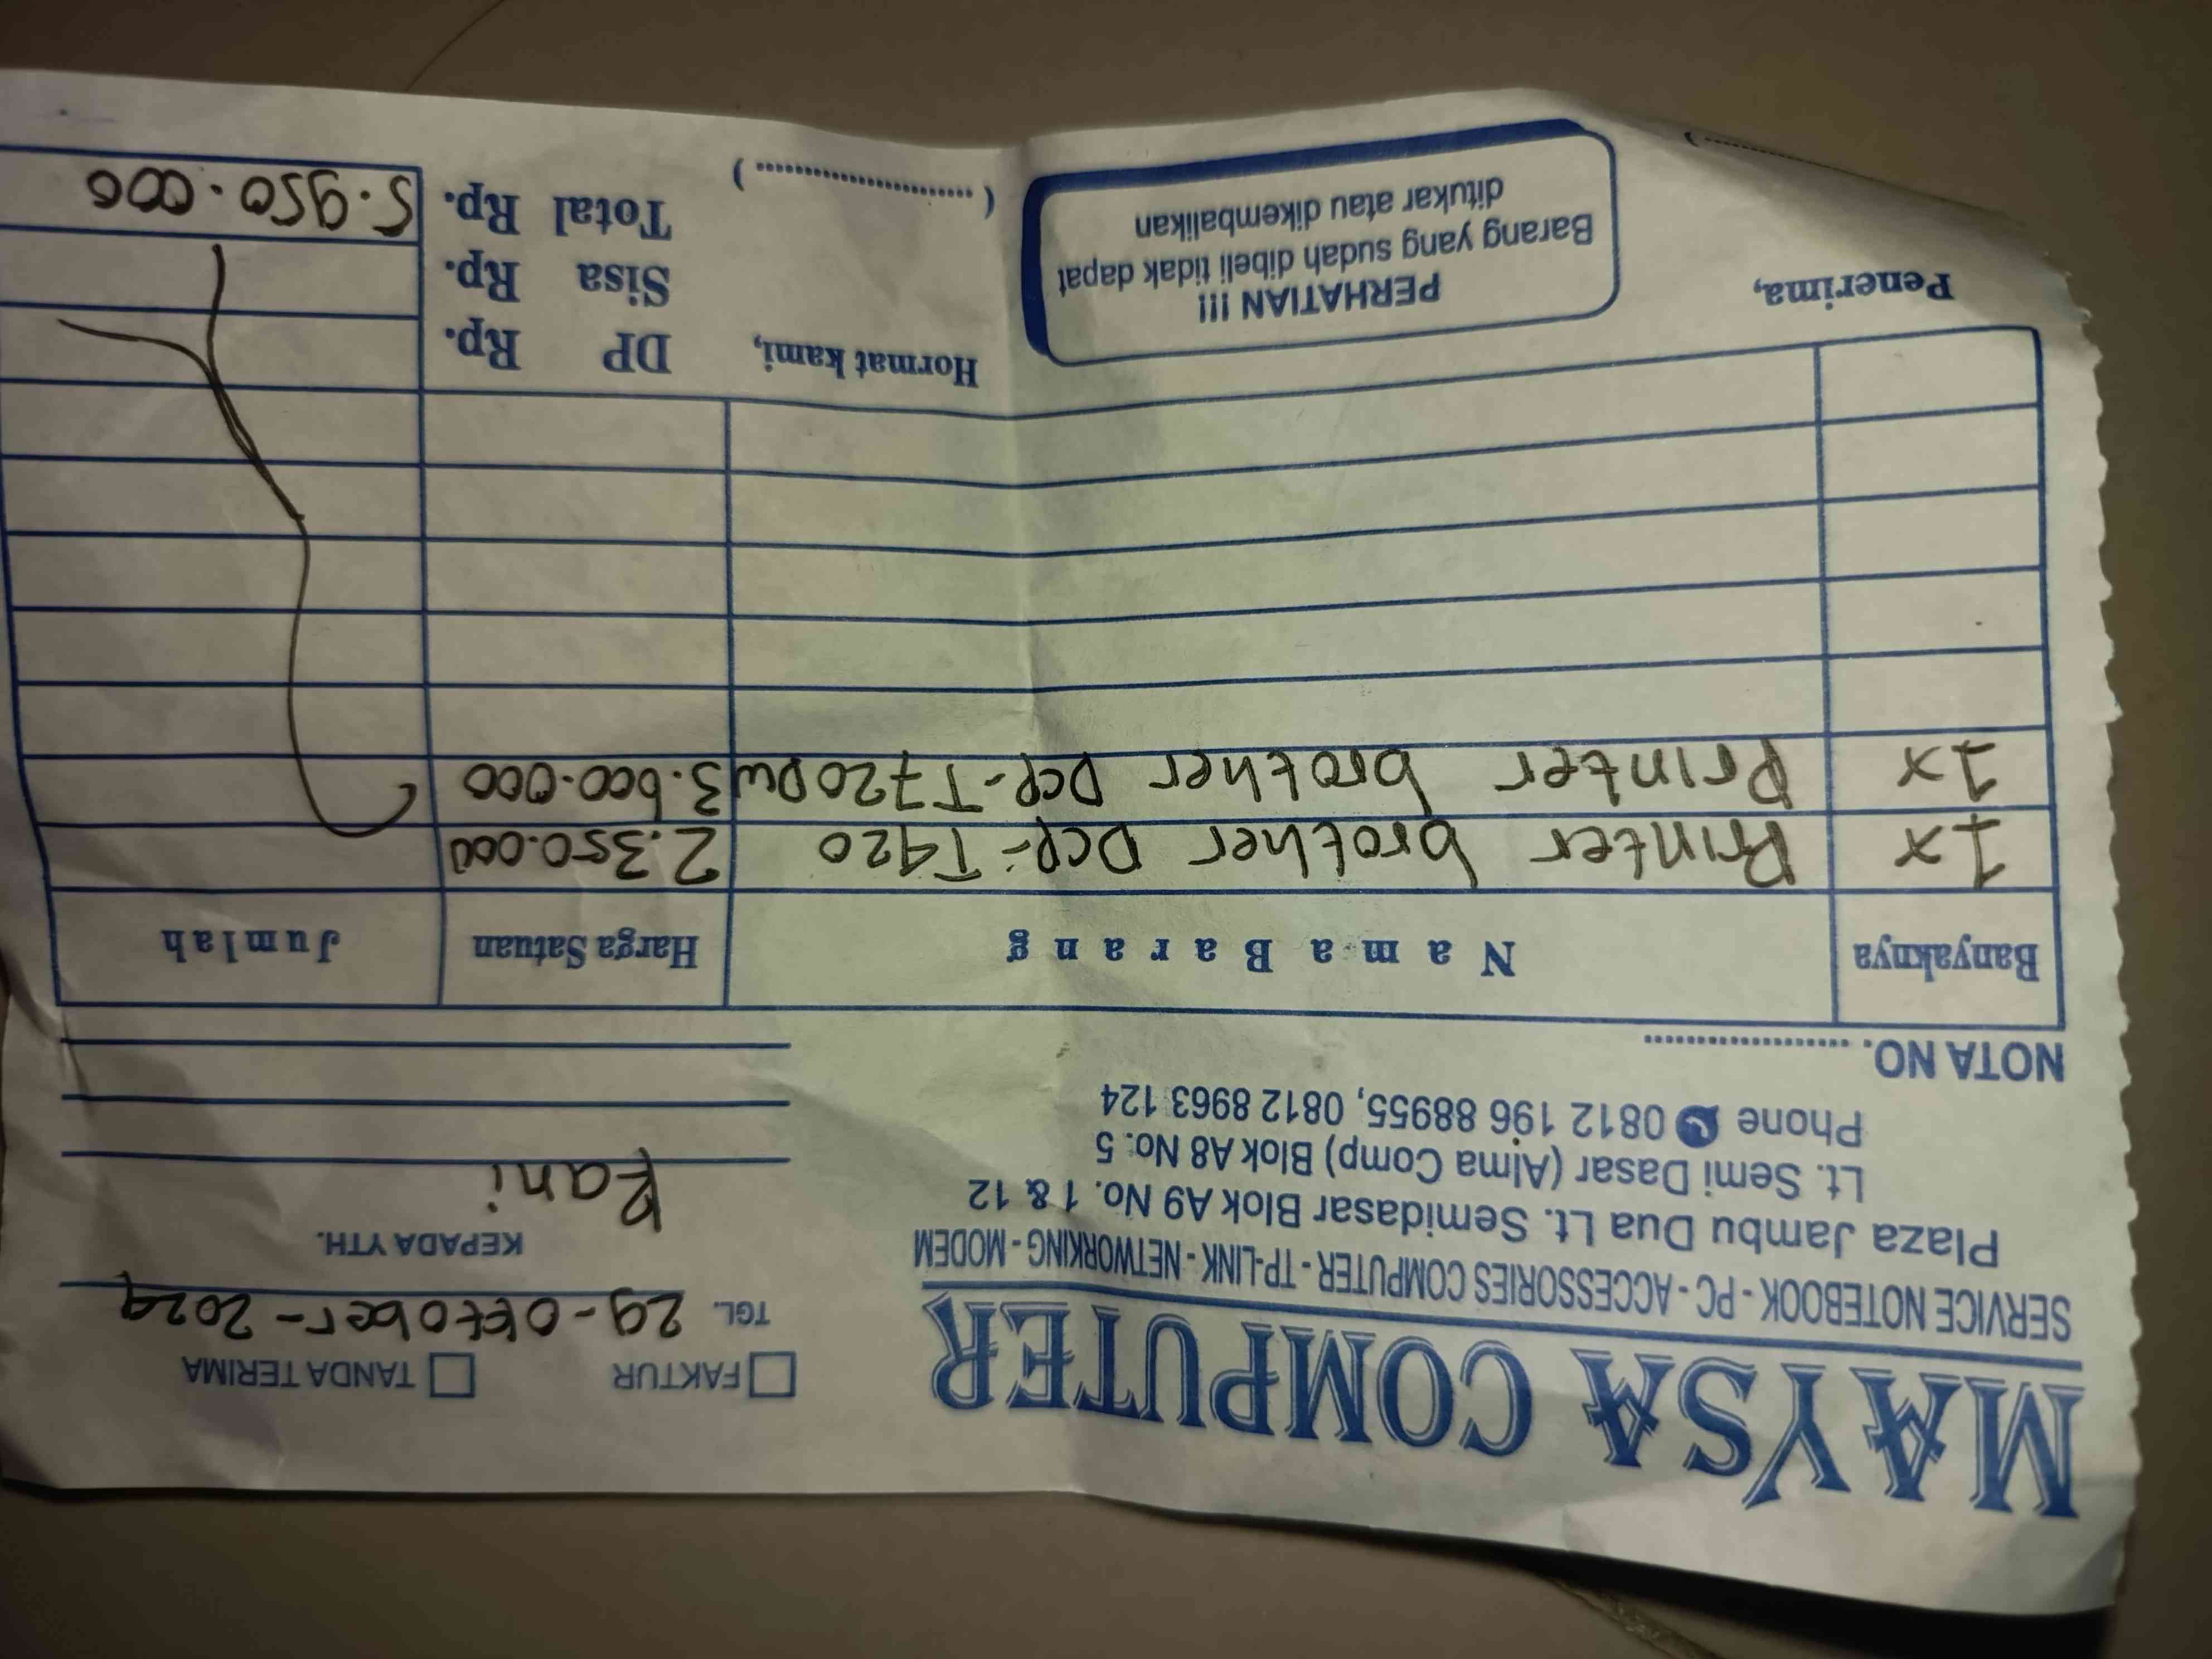 MAYSA COMPUTER
SERVICE NOTEBOOK - PC - ACCESSORIES COMPUTER - TP-LINK - NETWORKING - MODEM
Plaza Jambu Dua Lt. Semidasar Blok A9 No. 1 & 12
Lt. Semi Dasar (Alma Comp) Blok A8 No. 5
Phone 0812 196 88955, 0812 8963 124
NOTA NO. ....................
FAKTUR TANDA TERIMA
TGL. 29-Oktober-2024
KEPADA YTH.
Rani
Banyaknya Nama Barang Harga Satuan Jumlah
1x Printer brother DCP-T420 2.350.000
1x Printer brother DCP-T720DW 3.600.000
Penerima,
PERHATIAN !!!
Barang yang sudah dibeli tidak dapat
ditukar atau dikembalikan
Hormat kami,
(........................)
DP Rp.
Sisa Rp.
Total Rp. 5.950.000